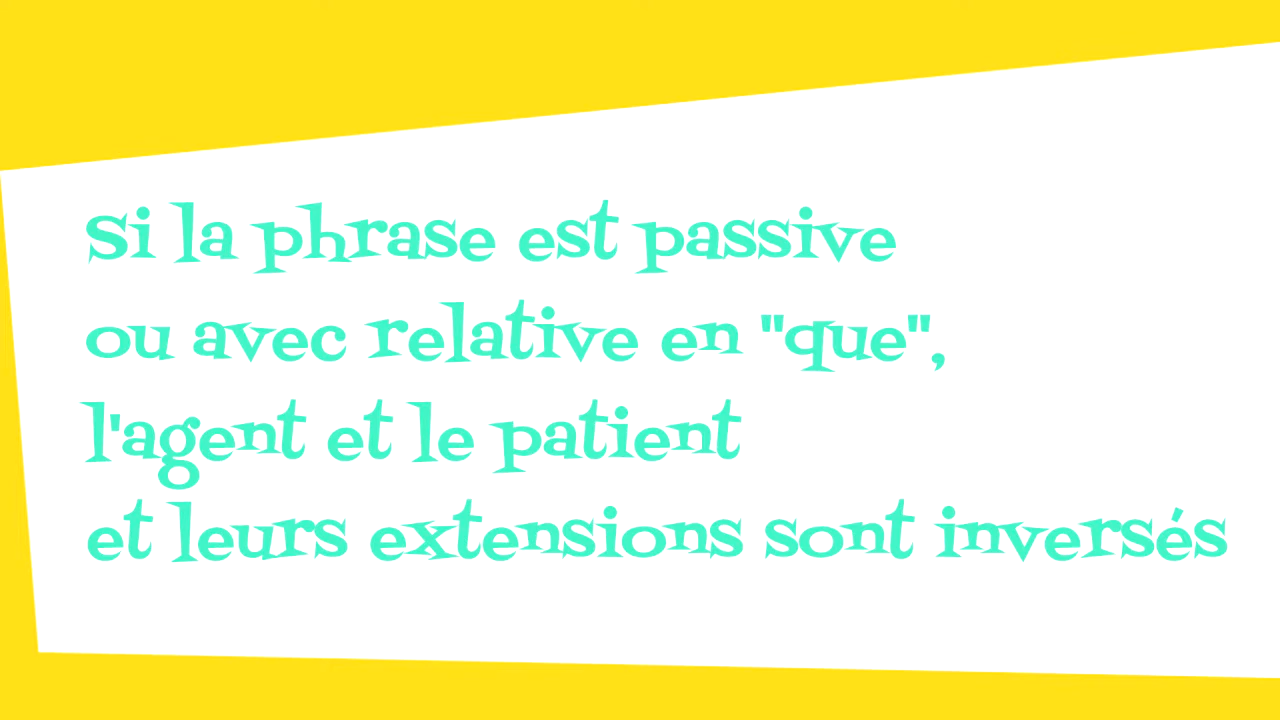 Si la phrase est passive
ou avec relative en "que",
l'agent et le patient
et leurs extensions sont inversés